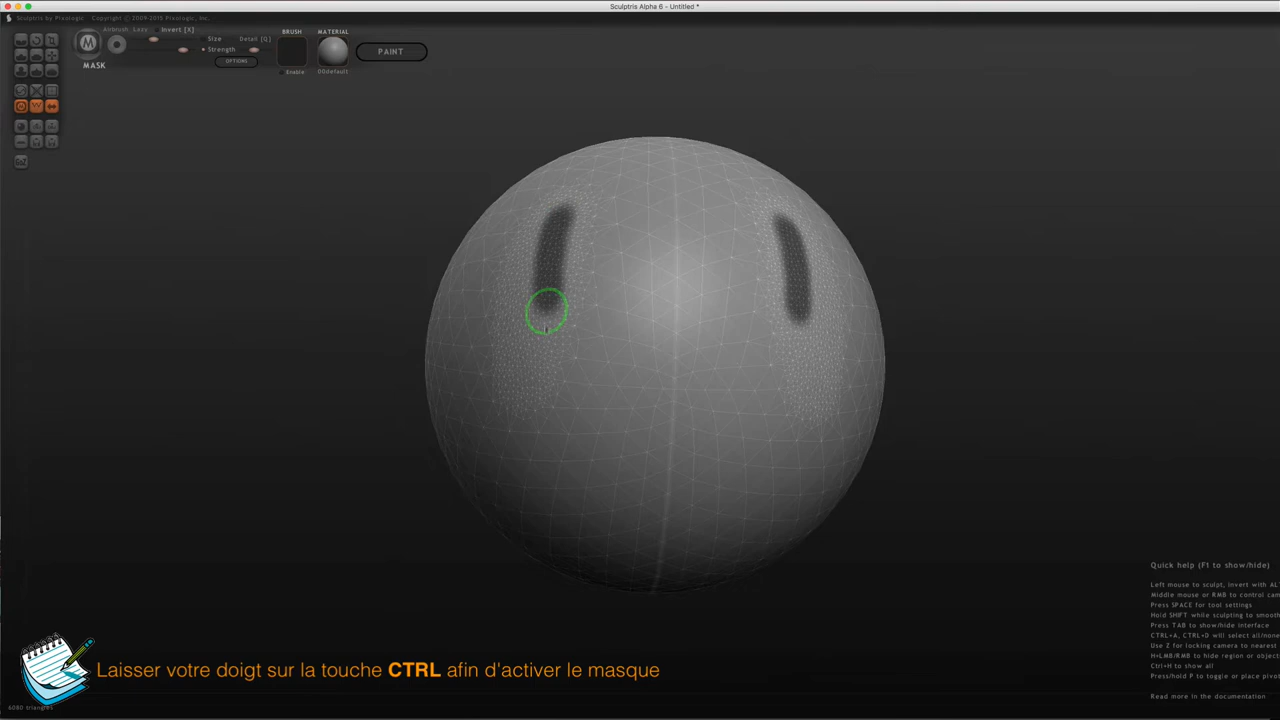 Sculptris Alpha 6 - Untitled *
Sculptris by Pixologic Copyright © 2009-2015 Pixologic, Inc.
Airbrush Lazy Invert [X]
Size Detail [Q]
Strength
OPTIONS
M
MASK
BRUSH
Enable
MATERIAL
00default
PAINT
GoZ
Quick help (F1 to show/hide)
Left mouse to sculpt, invert with AL
Middle mouse or RMB to control cam
Press SPACE for tool settings
Hold SHIFT while sculpting to smooth
Press TAB to show/hide interface
CTRL+A, CTRL+D will select all/none
Use Z for locking camera to nearest
H+LMB/RMB to hide region or object
Ctrl+H to show all
Press/hold P to toggle or place pivo
Read more in the documentation
Laisser votre doigt sur la touche CTRL afin d'activer le masque
6080 triangles